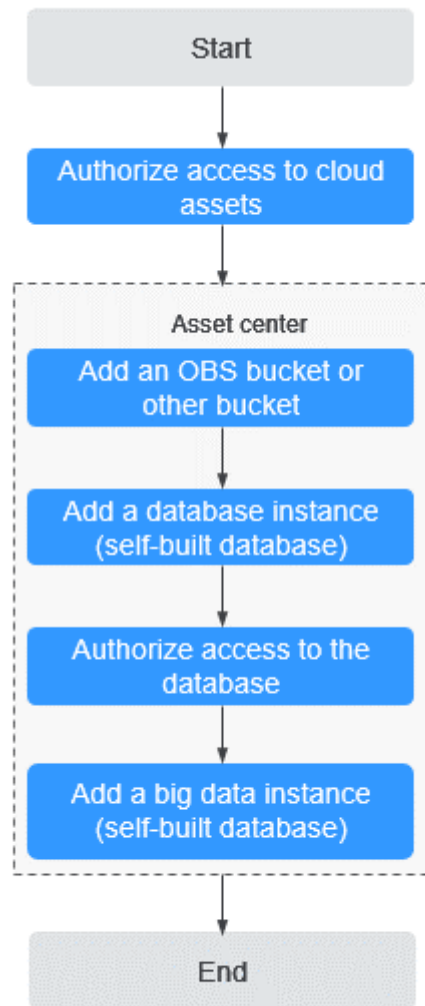 Start
Authorize access to cloud
assets
Asset center
Add an OBS bucket or
other bucket
Add a database instance
(self-built database)
Authorize access to the
database
Add a big data instance
(self-built database)
End